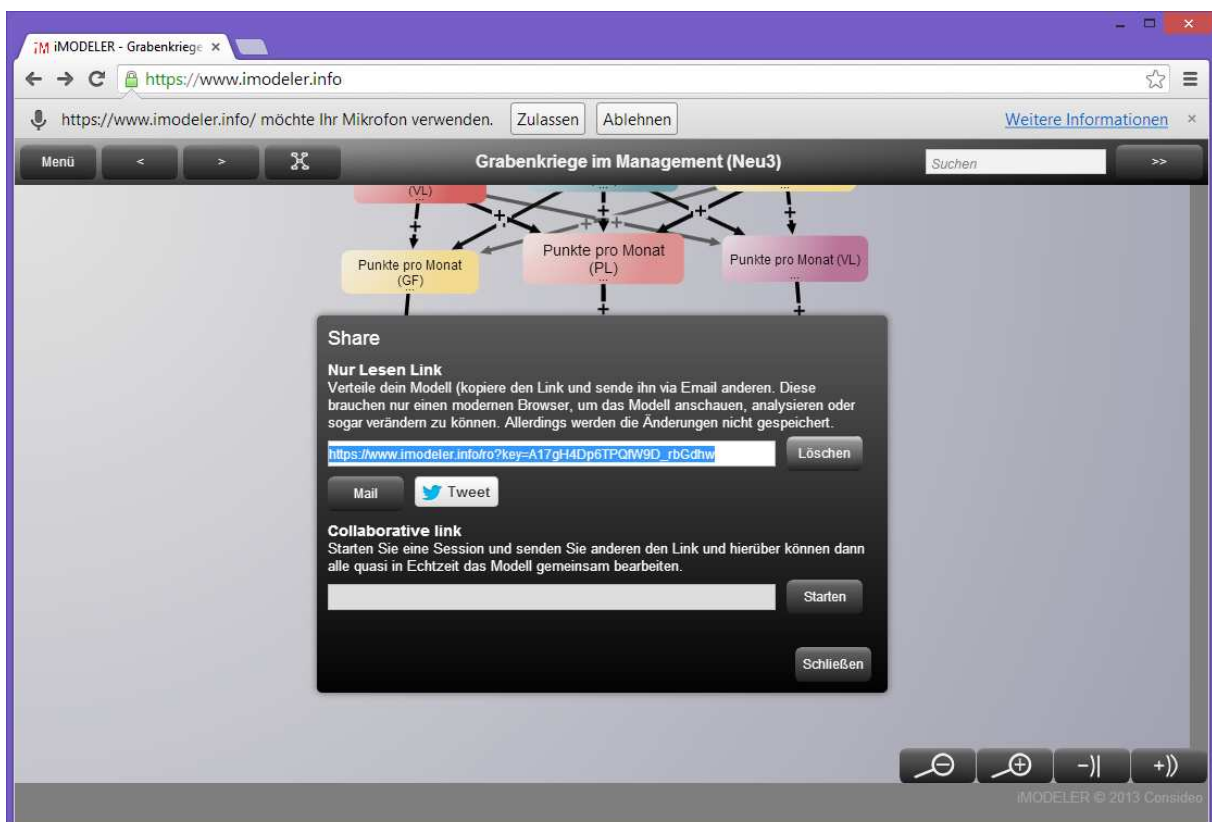 iMODELER - Grabenkriege
https://www.imodeler.info
https://www.imodeler.info/ möchte Ihr Mikrofon verwenden. Zulassen Ablehnen Weitere Informationen
Menü < > Grabenkriege im Management (Neu3) Suchen >>
(VL)
Punkte pro Monat
(GF)
Punkte pro Monat
(PL)
Punkte pro Monat (VL)
Share
Nur Lesen Link
Verteile dein Modell (kopiere den Link und sende ihn via Email anderen. Diese
brauchen nur einen modernen Browser, um das Modell anschauen, analysieren oder
sogar verändern zu können. Allerdings werden die Änderungen nicht gespeichert.
https://www.imodeler.info/ro?key=A17gH4Dp6TPQfW9D_rbGdhw Löschen
Mail Tweet
Collaborative link
Starten Sie eine Session und senden Sie anderen den Link und hierüber können dann
alle quasi in Echtzeit das Modell gemeinsam bearbeiten.
Starten
Schließen
-)| +))
iMODELER © 2013 Consideo